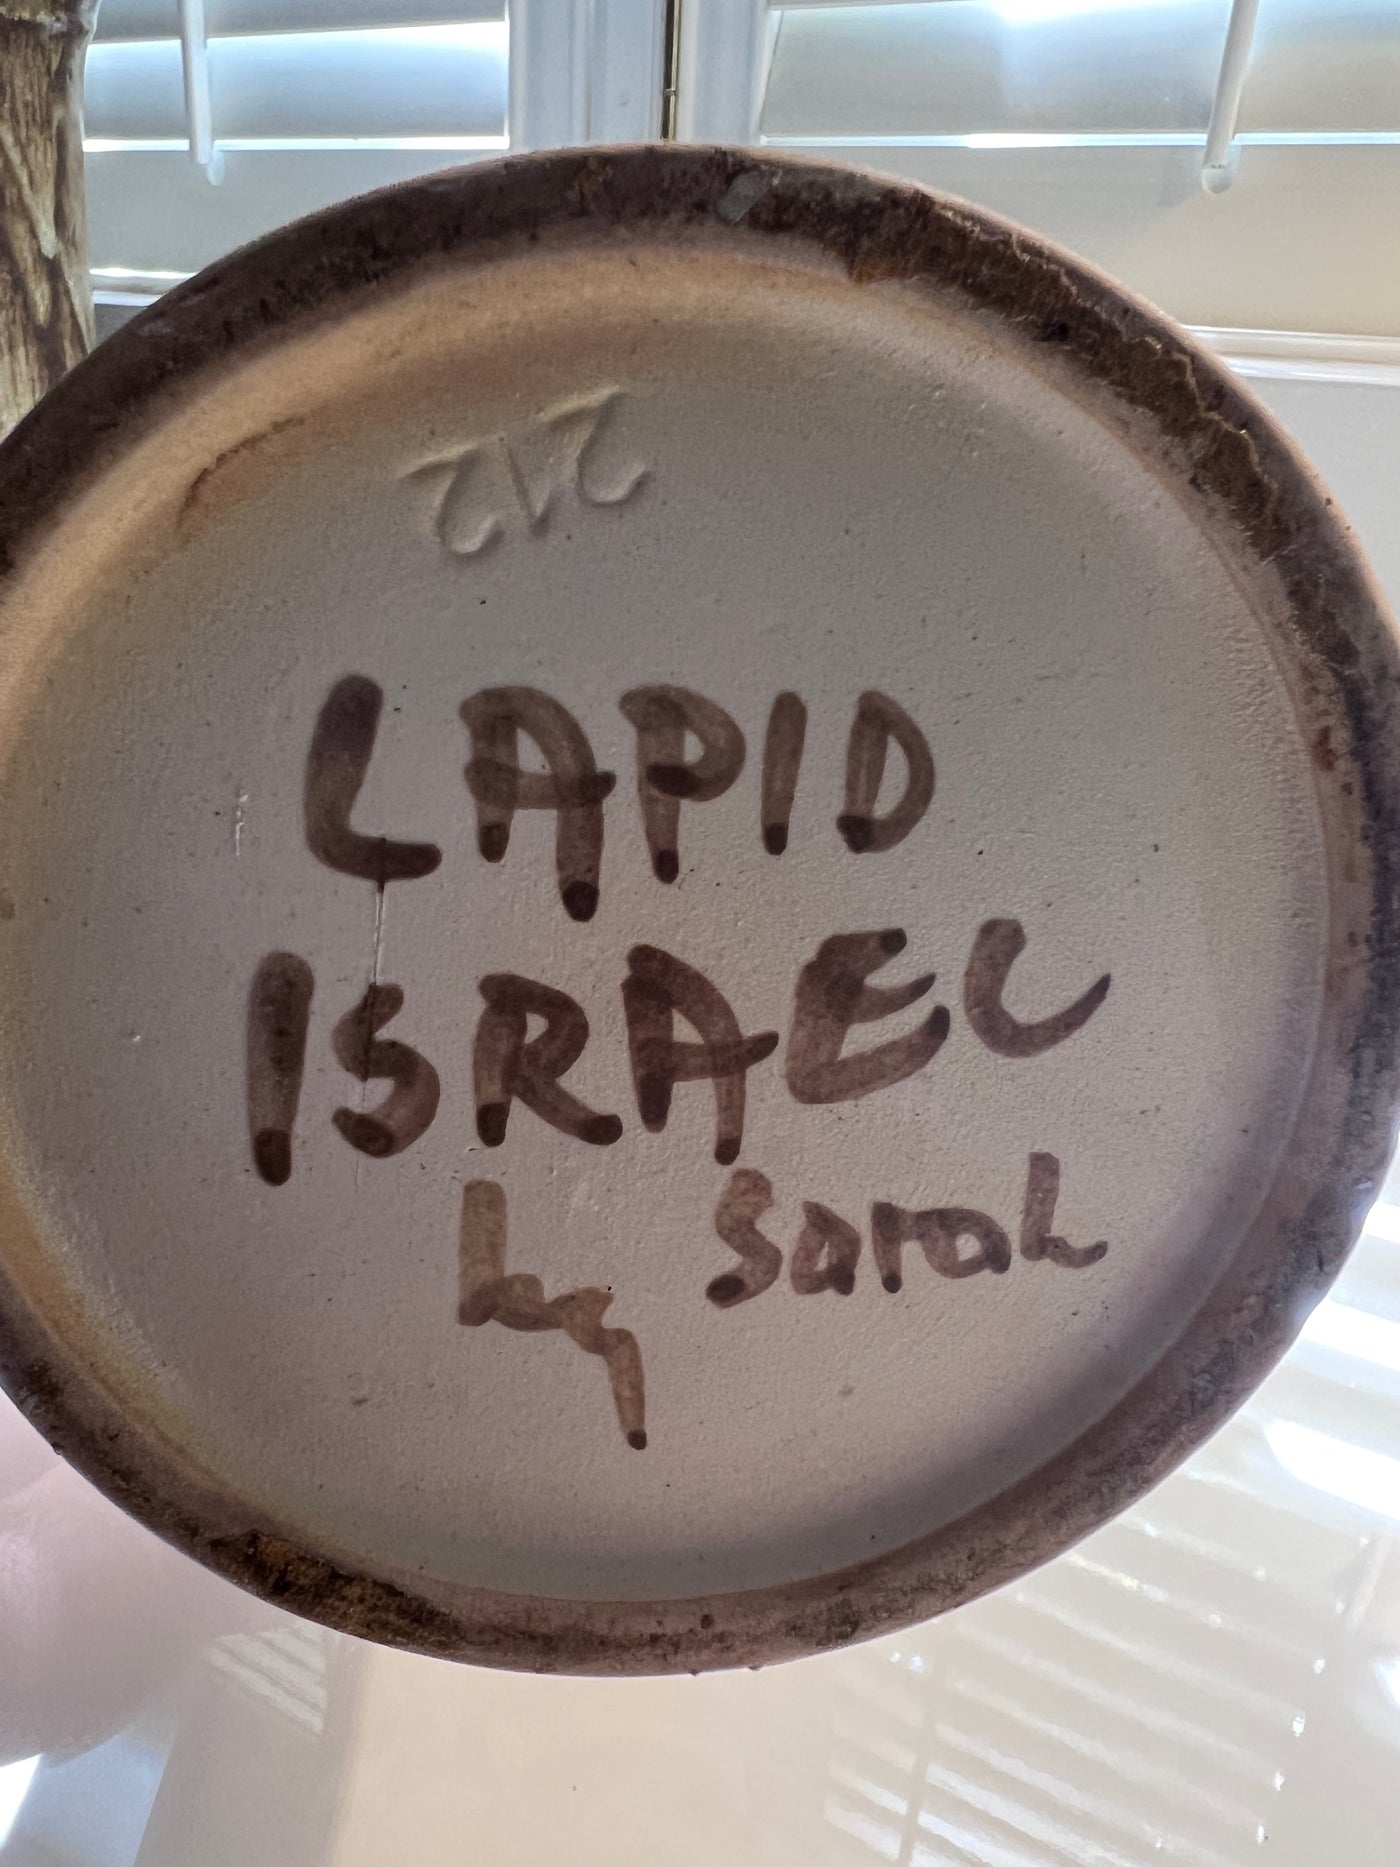 212
LAPID
ISRAEL
by Sarah